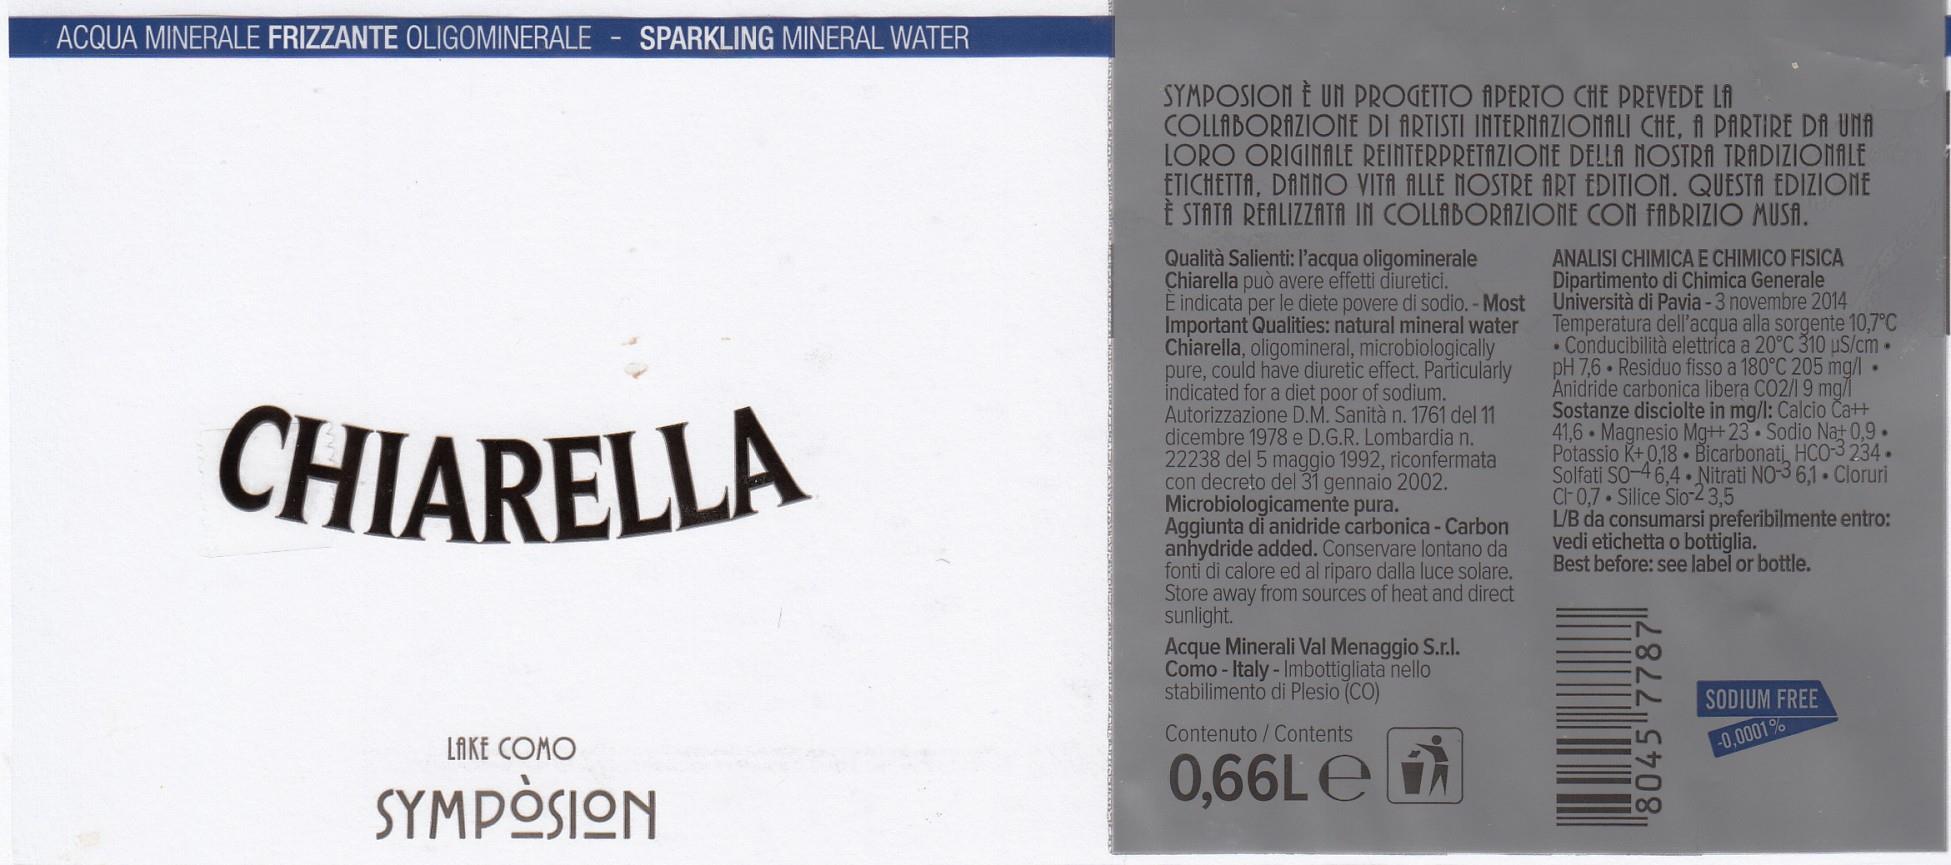 ACQUA MINERALE FRIZZANTE OLIGOMINERALE - SPARKLING MINERAL WATER
CHIARELLA
LAKE COMO
SYMPÒSION
SYMPOSION È UN PROGETTO APERTO CHE PREVEDE LA
COLLABORAZIONE DI ARTISTI INTERNAZIONALI CHE, A PARTIRE DA UNA
LORO ORIGINALE REINTERPRETAZIONE DELLA NOSTRA TRADIZIONALE
ETICHETTA, DANNO VITA ALLE NOSTRE ART EDITION. QUESTA EDIZIONE
È STATA REALIZZATA IN COLLABORAZIONE CON FABRIZIO MUSA.
Qualità Salienti: l'acqua oligominerale
Chiarella può avere effetti diuretici.
È indicata per le diete povere di sodio. - Most
Important Qualities: natural mineral water
Chiarella, oligomineral, microbiologically
pure, could have diuretic effect. Particularly
indicated for a diet poor of sodium.
Autorizzazione D.M. Sanità n. 1761 del 11
dicembre 1978 e D.G.R. Lombardia n.
22238 del 5 maggio 1992, riconfermata
con decreto del 31 gennaio 2002.
Microbiologicamente pura.
Aggiunta di anidride carbonica - Carbon
anhydride added. Conservare lontano da
fonti di calore ed al riparo dalla luce solare.
Store away from sources of heat and direct
sunlight.
Acque Minerali Val Menaggio S.r.l.
Como - Italy - Imbottigliata nello
stabilimento di Plesio (CO)
Contenuto / Contents
0,66L e
ANALISI CHIMICA E CHIMICO FISICA
Dipartimento di Chimica Generale
Università di Pavia - 3 novembre 2014
Temperatura dell'acqua alla sorgente 10,7°C
• Conducibilità elettrica a 20°C 310 µS/cm •
pH 7,6 • Residuo fisso a 180°C 205 mg/l •
Anidride carbonica libera CO2/l 9 mg/l
Sostanze disciolte in mg/l: Calcio Ca++
41,6 • Magnesio Mg++ 23 • Sodio Na+ 0,9 •
Potassio K+ 0,18 • Bicarbonati HCO-3 234 •
Solfati SO--4 6,4 • Nitrati NO-3 6,1 • Cloruri
Cl- 0,7 • Silice Sio-2 3,5
L/B da consumarsi preferibilmente entro:
vedi etichetta o bottiglia.
Best before: see label or bottle.
80457787
SODIUM FREE
-0,0001%